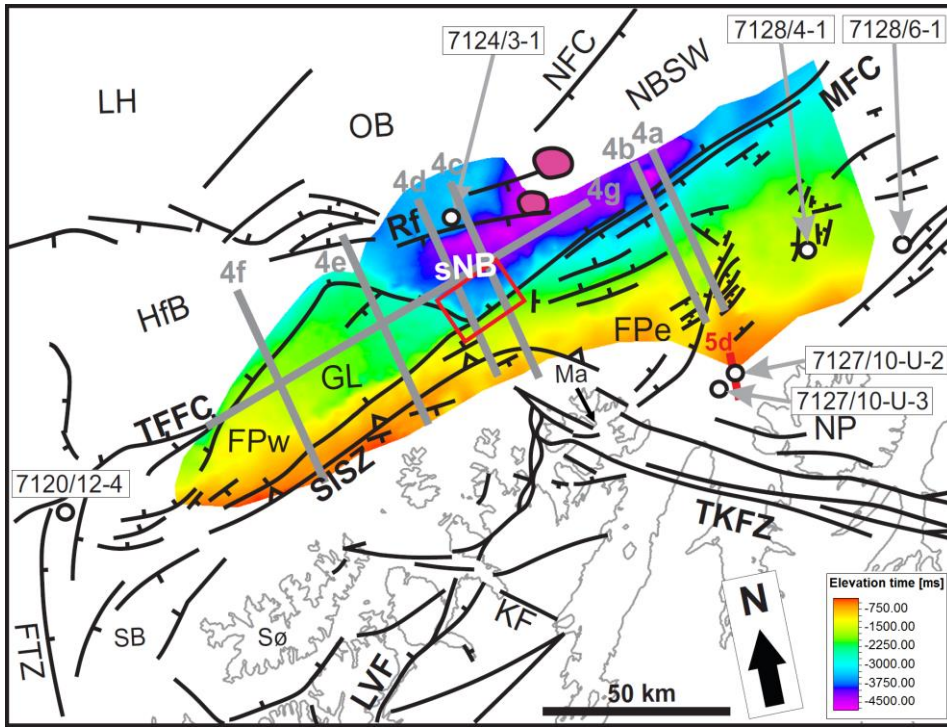 7124/3-1
7128/4-1
7128/6-1
NFC
NBSW
LH
OB
MFC
4a
4b
4c
4d
4g
Rf
4e
4f
sNB
HfB
GL
FPe
5d
Ma
7127/10-U-2
7127/10-U-3
TFFC
FPw
NP
SISZ
7120/12-4
TKFZ
Elevation time [ms]
-750.00
-1500.00
-2250.00
-3000.00
-3750.00
-4500.00
N
SB
Sø
KF
FTZ
LVF
50 km